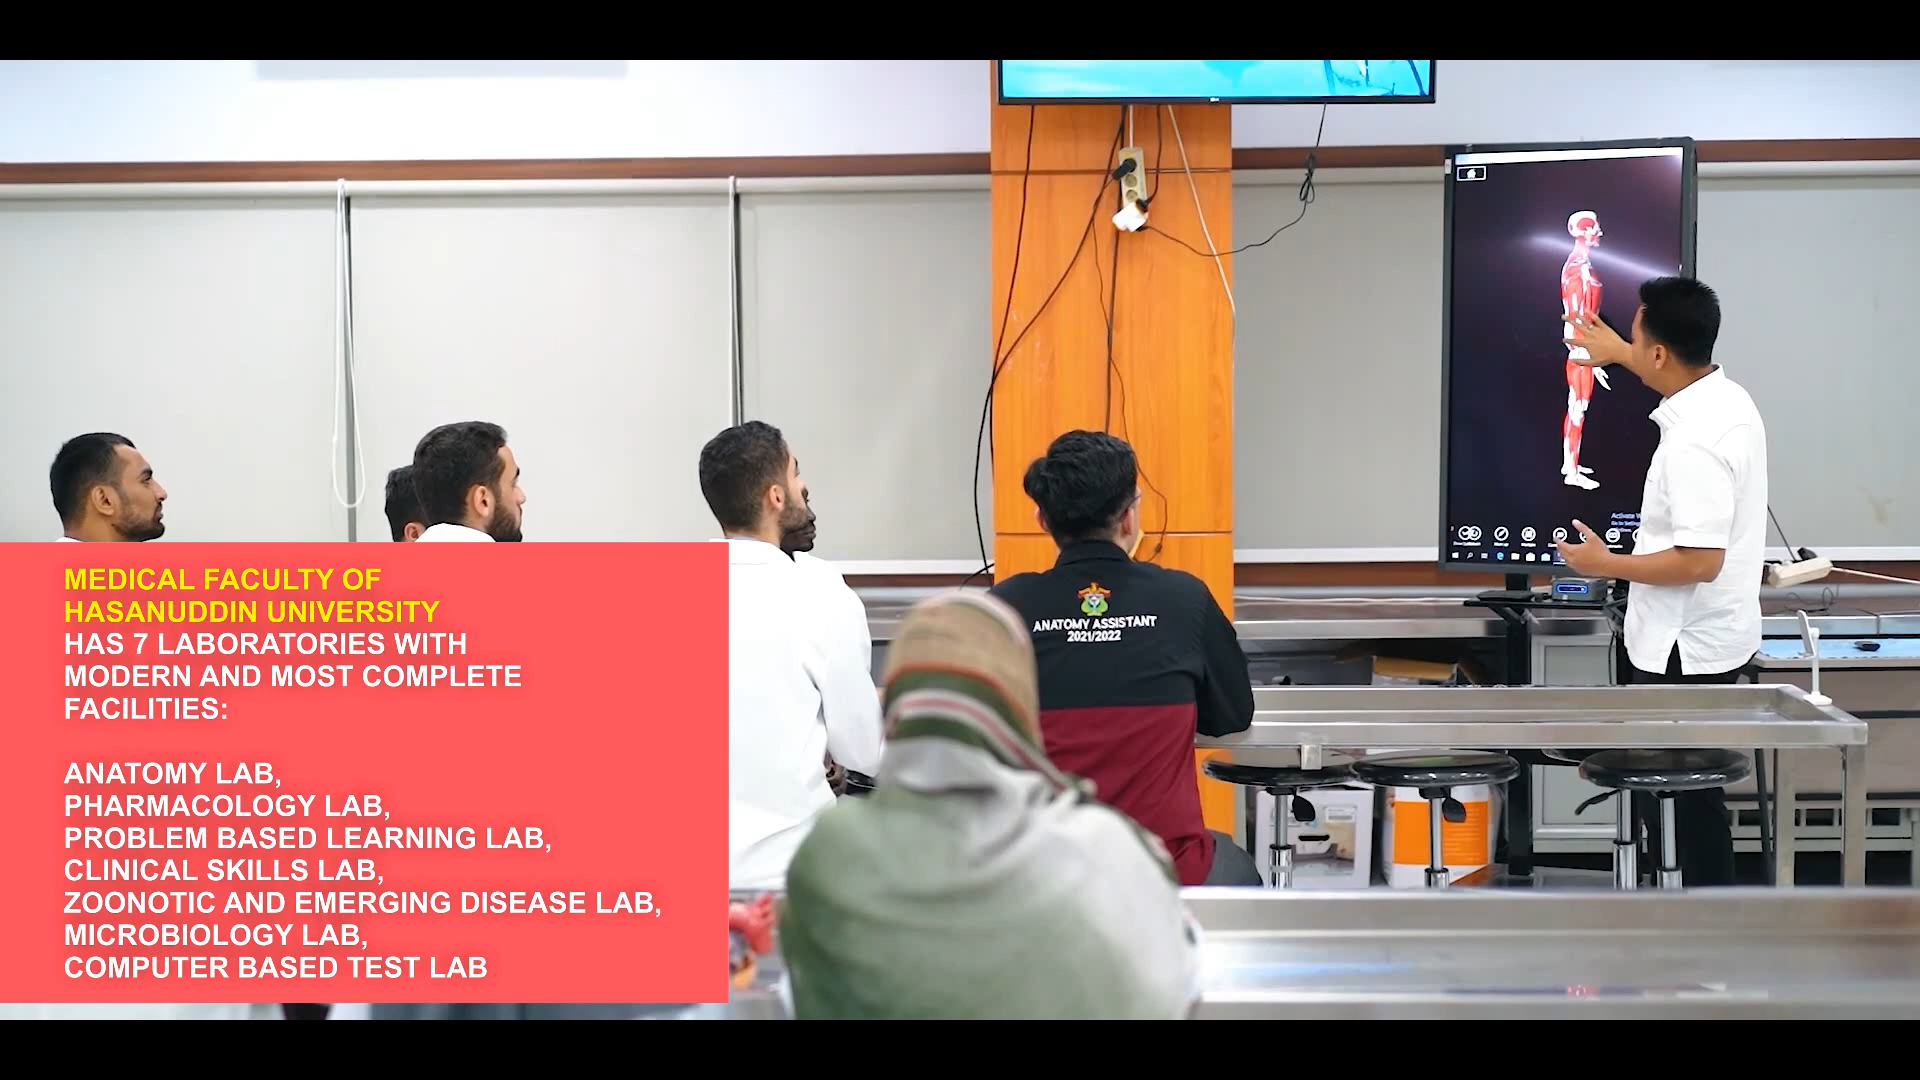 MEDICAL FACULTY OF
HASANUDDIN UNIVERSITY
HAS 7 LABORATORIES WITH
MODERN AND MOST COMPLETE
FACILITIES:
ANATOMY LAB,
PHARMACOLOGY LAB,
PROBLEM BASED LEARNING LAB,
CLINICAL SKILLS LAB,
ZOONOTIC AND EMERGING DISEASE LAB,
MICROBIOLOGY LAB,
COMPUTER BASED TEST LAB
ANATOMY ASSISTANT
2021/2022